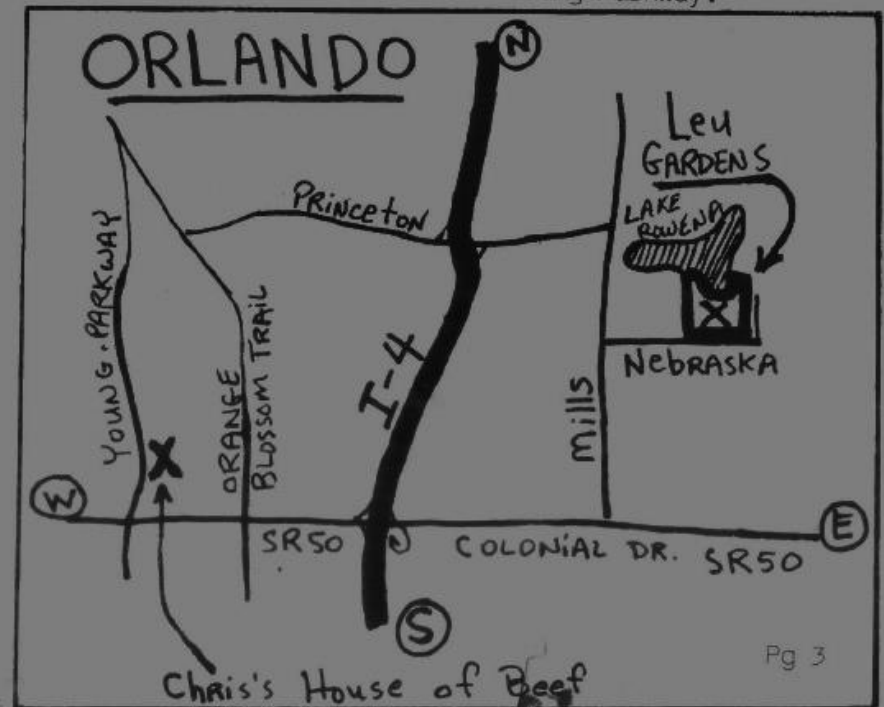 ORLANDO
N
Leu
GARDENS
PRINCETON
LAKE
ROWENA
YOUNG. PARKWAY
ORANGE
BLOSSOM TRAIL
I-4
Mills
X
NEBRASKA
X
W
E
SR50
COLONIAL DR.
SR50
S
Pg 3
Chris's House of Beef